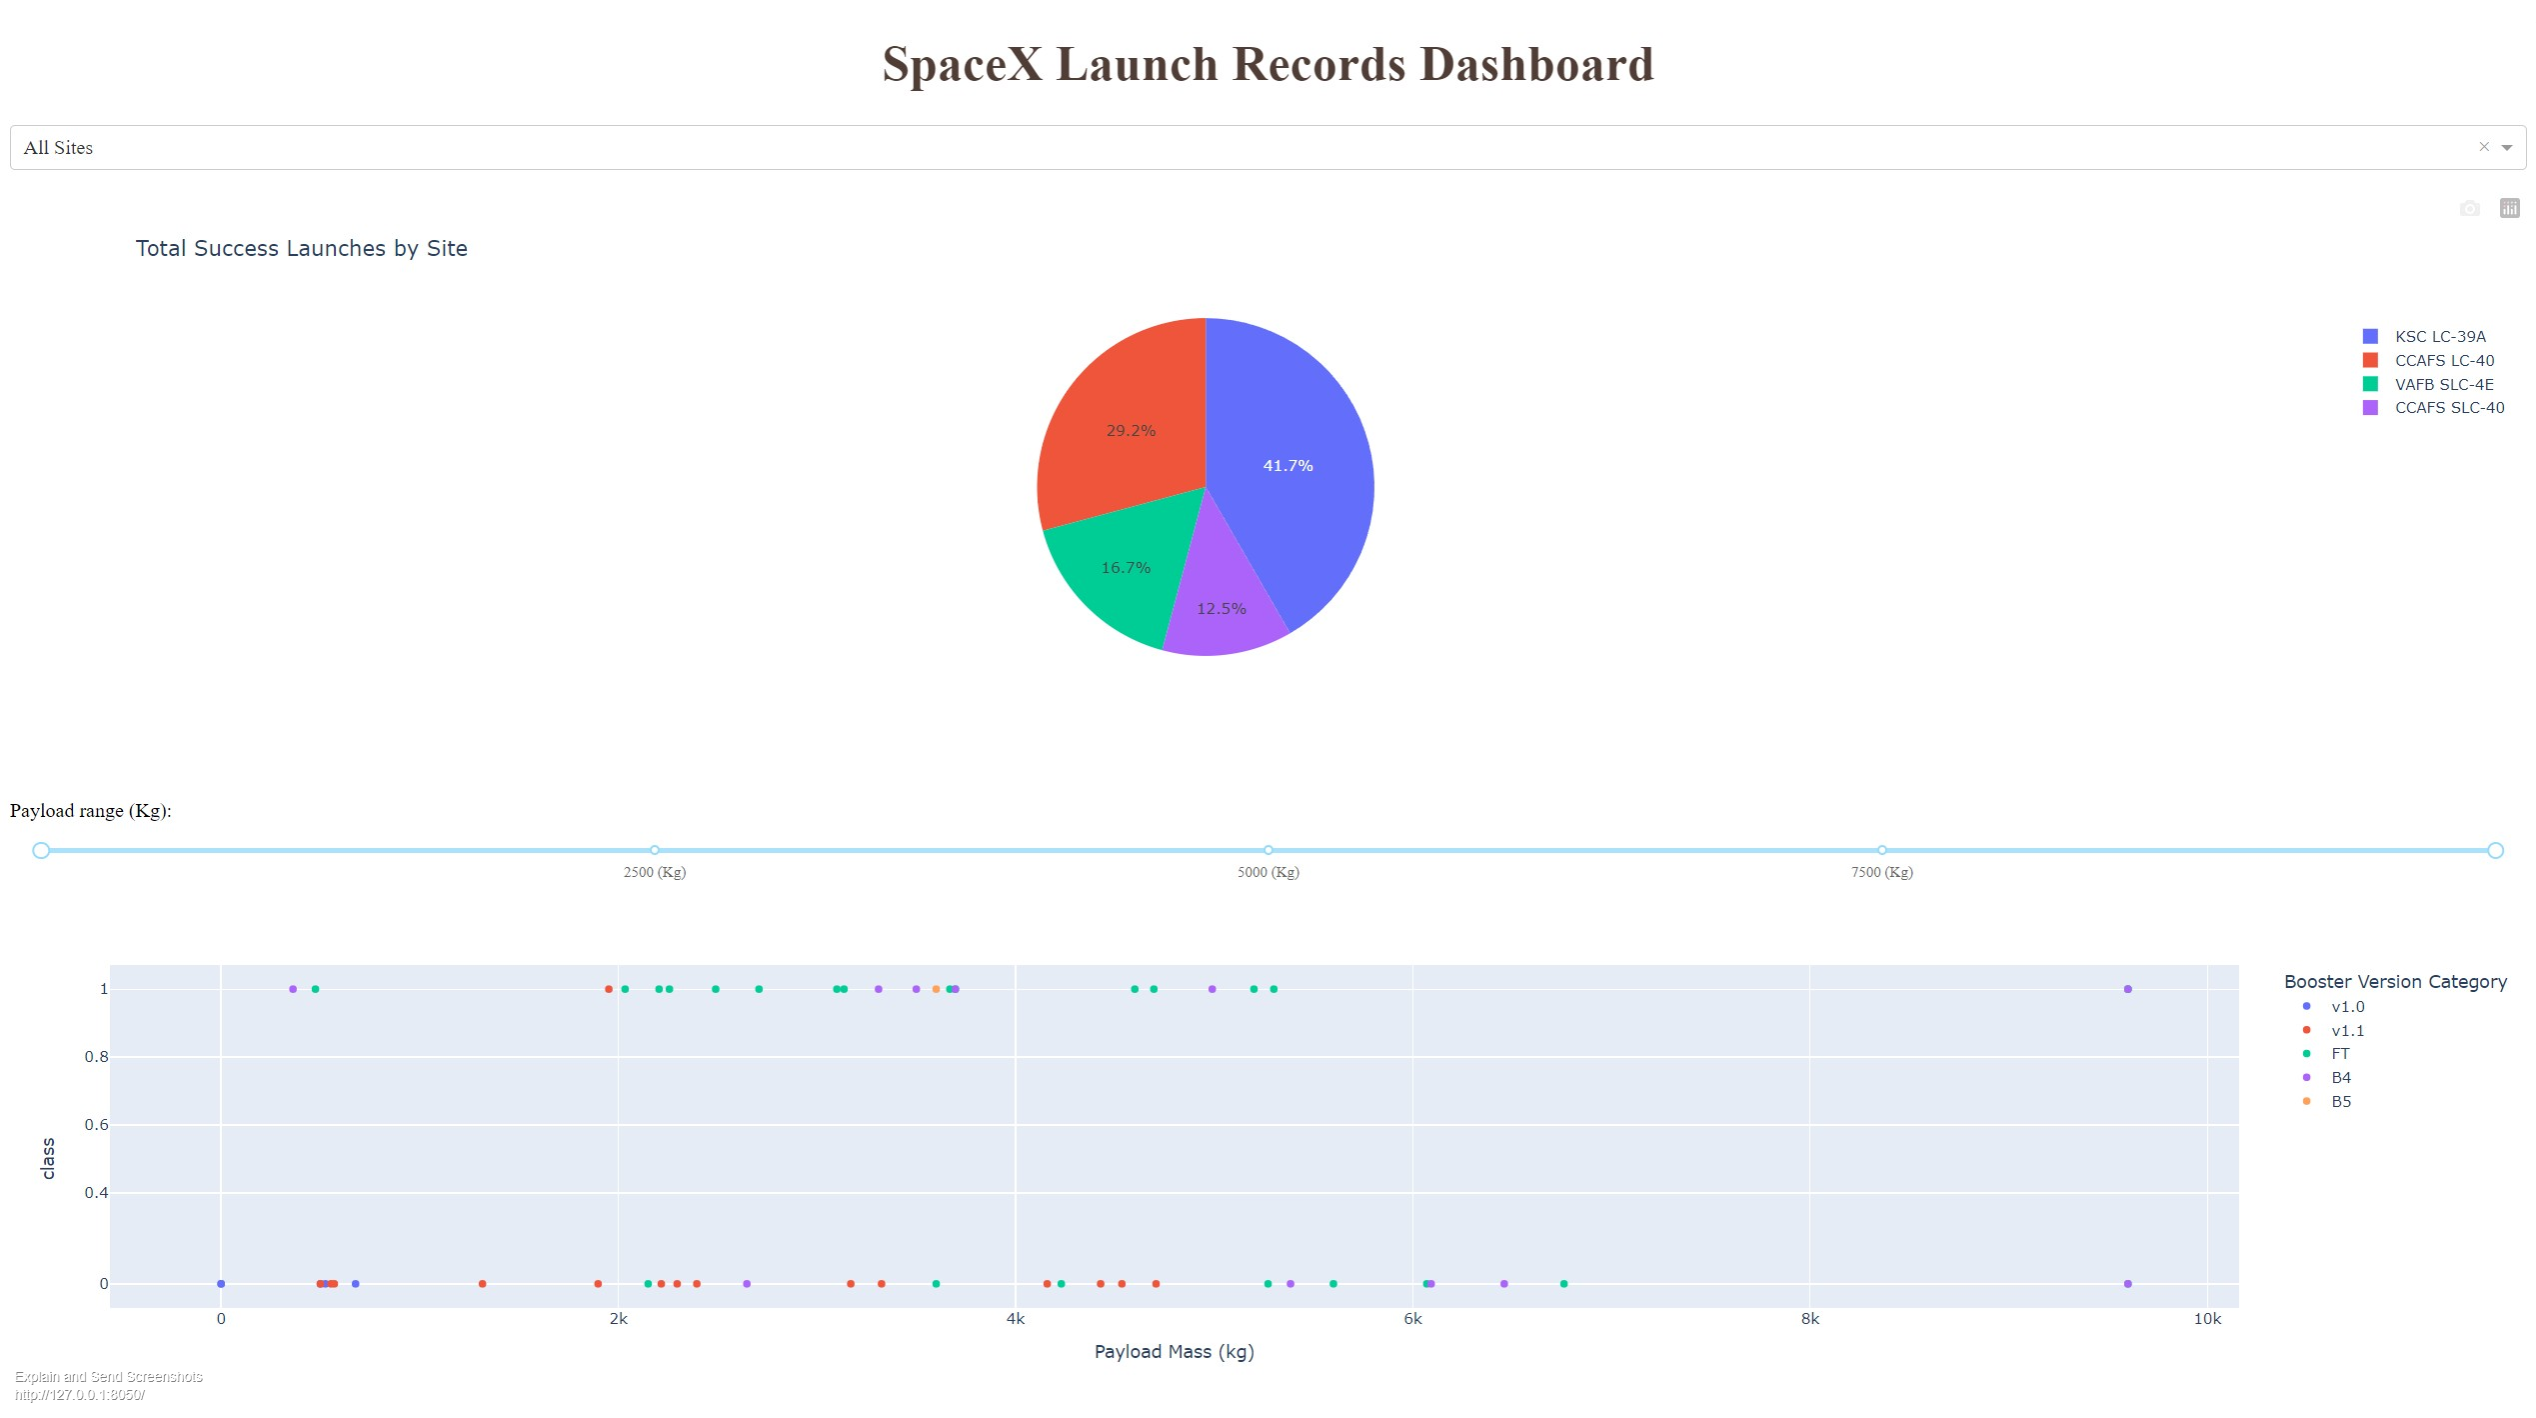 SpaceX Launch Records Dashboard
All Sites
Total Success Launches by Site
KSC LC-39A
CCAFS LC-40
VAFB SLC-4E
CCAFS SLC-40
29.2%
41.7%
16.7%
12.5%
Payload range (Kg):
2500 (Kg)
5000 (Kg)
7500 (Kg)
Booster Version Category
v1.0
v1.1
FT
B4
B5
class
1
0.8
0.6
0.4
0
0
2k
4k
6k
8k
10k
Payload Mass (kg)
Explain and Send Screenshots
http://127.0.0.1:8050/